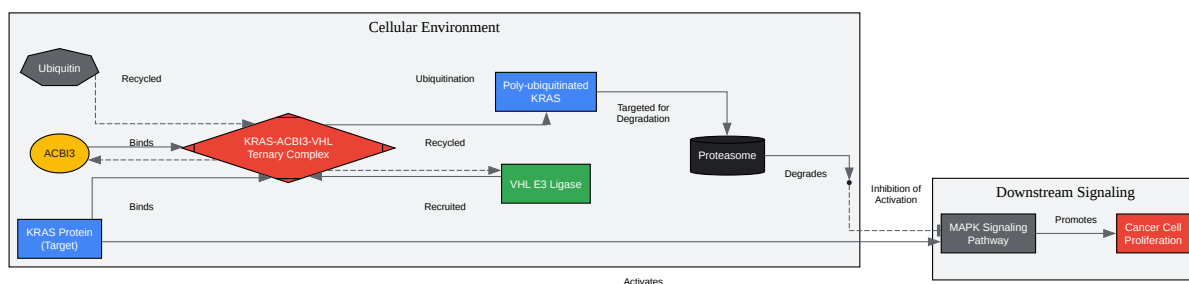 Cellular Environment
Ubiquitin
Recycled
Ubiquitination
Poly-ubiquitinated
KRAS
Targeted for
Degradation
ACBI3
Binds
KRAS-ACBI3-VHL
Ternary Complex
Recycled
Proteasome
Degrades
VHL E3 Ligase
Binds
Recruited
KRAS Protein
(Target)
Inhibition of
Activation
Downstream Signaling
MAPK Signaling
Pathway
Promotes
Cancer Cell
Proliferation
Activates